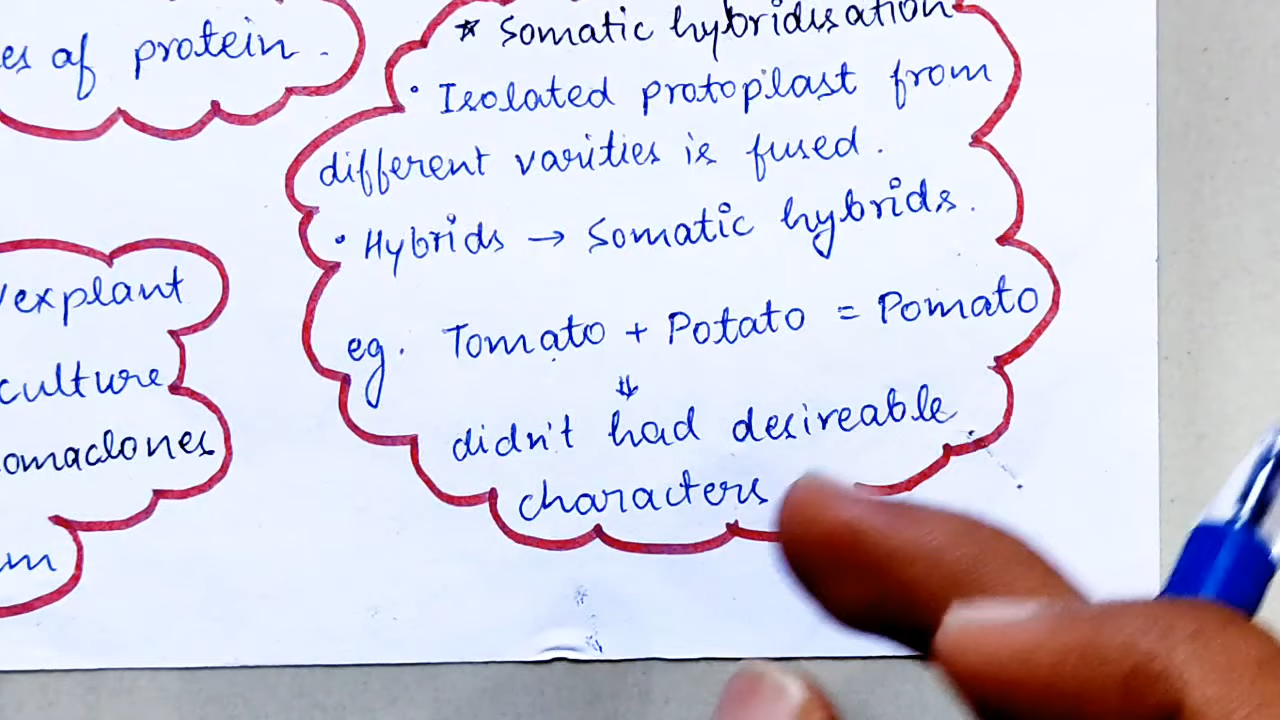 es of protein.
* Somatic hybridisation
• Isolated protoplast from
different varities is fused.
• Hybrids → Somatic hybrids.
eg. Tomato + Potato = Pomato
↓
didn't had desireable
characters
/explant
culture
omaclones
m